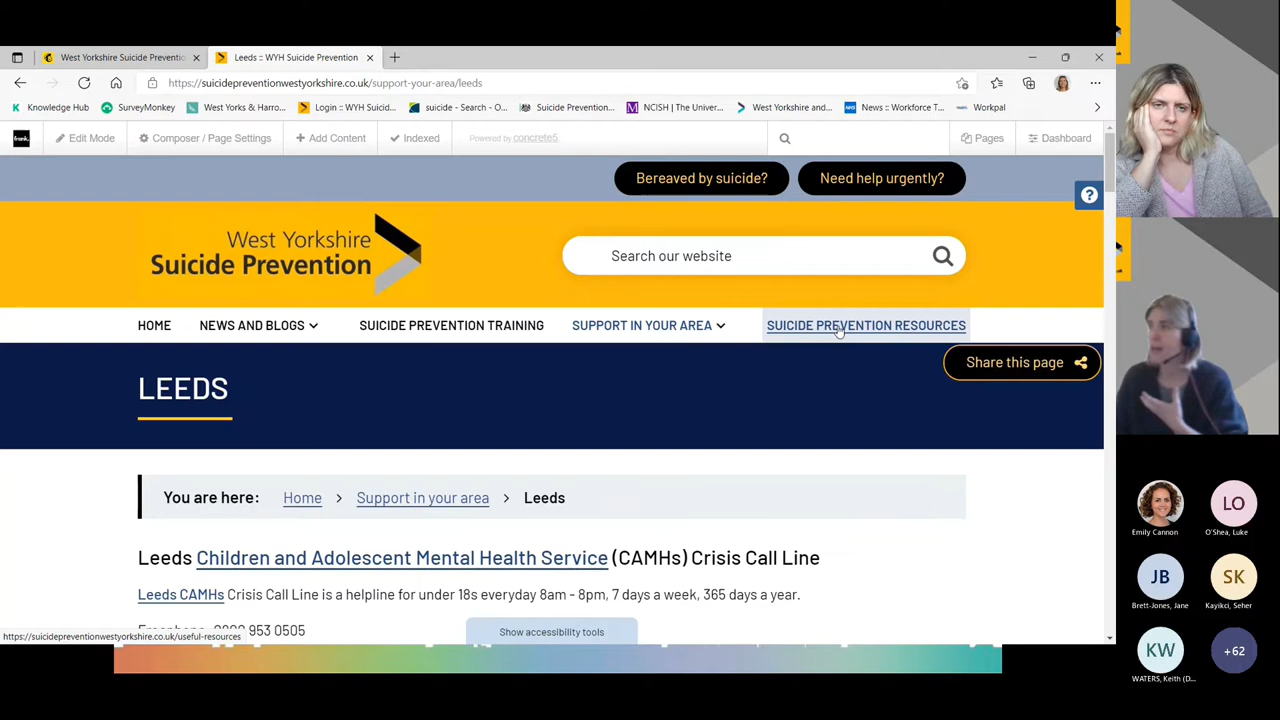 West Yorkshire Suicide Preventio
Leeds :: WYH Suicide Prevention
https://suicidepreventionwestyorkshire.co.uk/support-your-area/leeds
Knowledge Hub
SurveyMonkey
West Yorks & Harro...
Login :: WYH Suicid...
suicide - Search - O...
Suicide Prevention...
NCISH | The Univer...
West Yorkshire and...
News :: Workforce T...
Workpal
frank.
Edit Mode
Composer / Page Settings
Add Content
Indexed
Powered by concrete5
Pages
Dashboard
Bereaved by suicide?
Need help urgently?
?
West Yorkshire
Suicide Prevention
Search our website
HOME
NEWS AND BLOGS
SUICIDE PREVENTION TRAINING
SUPPORT IN YOUR AREA
SUICIDE PREVENTION RESOURCES
Share this page
LEEDS
You are here: Home > Support in your area > Leeds
Leeds Children and Adolescent Mental Health Service (CAMHs) Crisis Call Line
Leeds CAMHs Crisis Call Line is a helpline for under 18s everyday 8am - 8pm, 7 days a week, 365 days a year.
953 0505
Show accessibility tools
https://suicidepreventionwestyorkshire.co.uk/useful-resources
Emily Cannon
LO
O'Shea, Luke
JB
Brett-Jones, Jane
SK
Kayikci, Seher
KW
WATERS, Keith (D...
+62